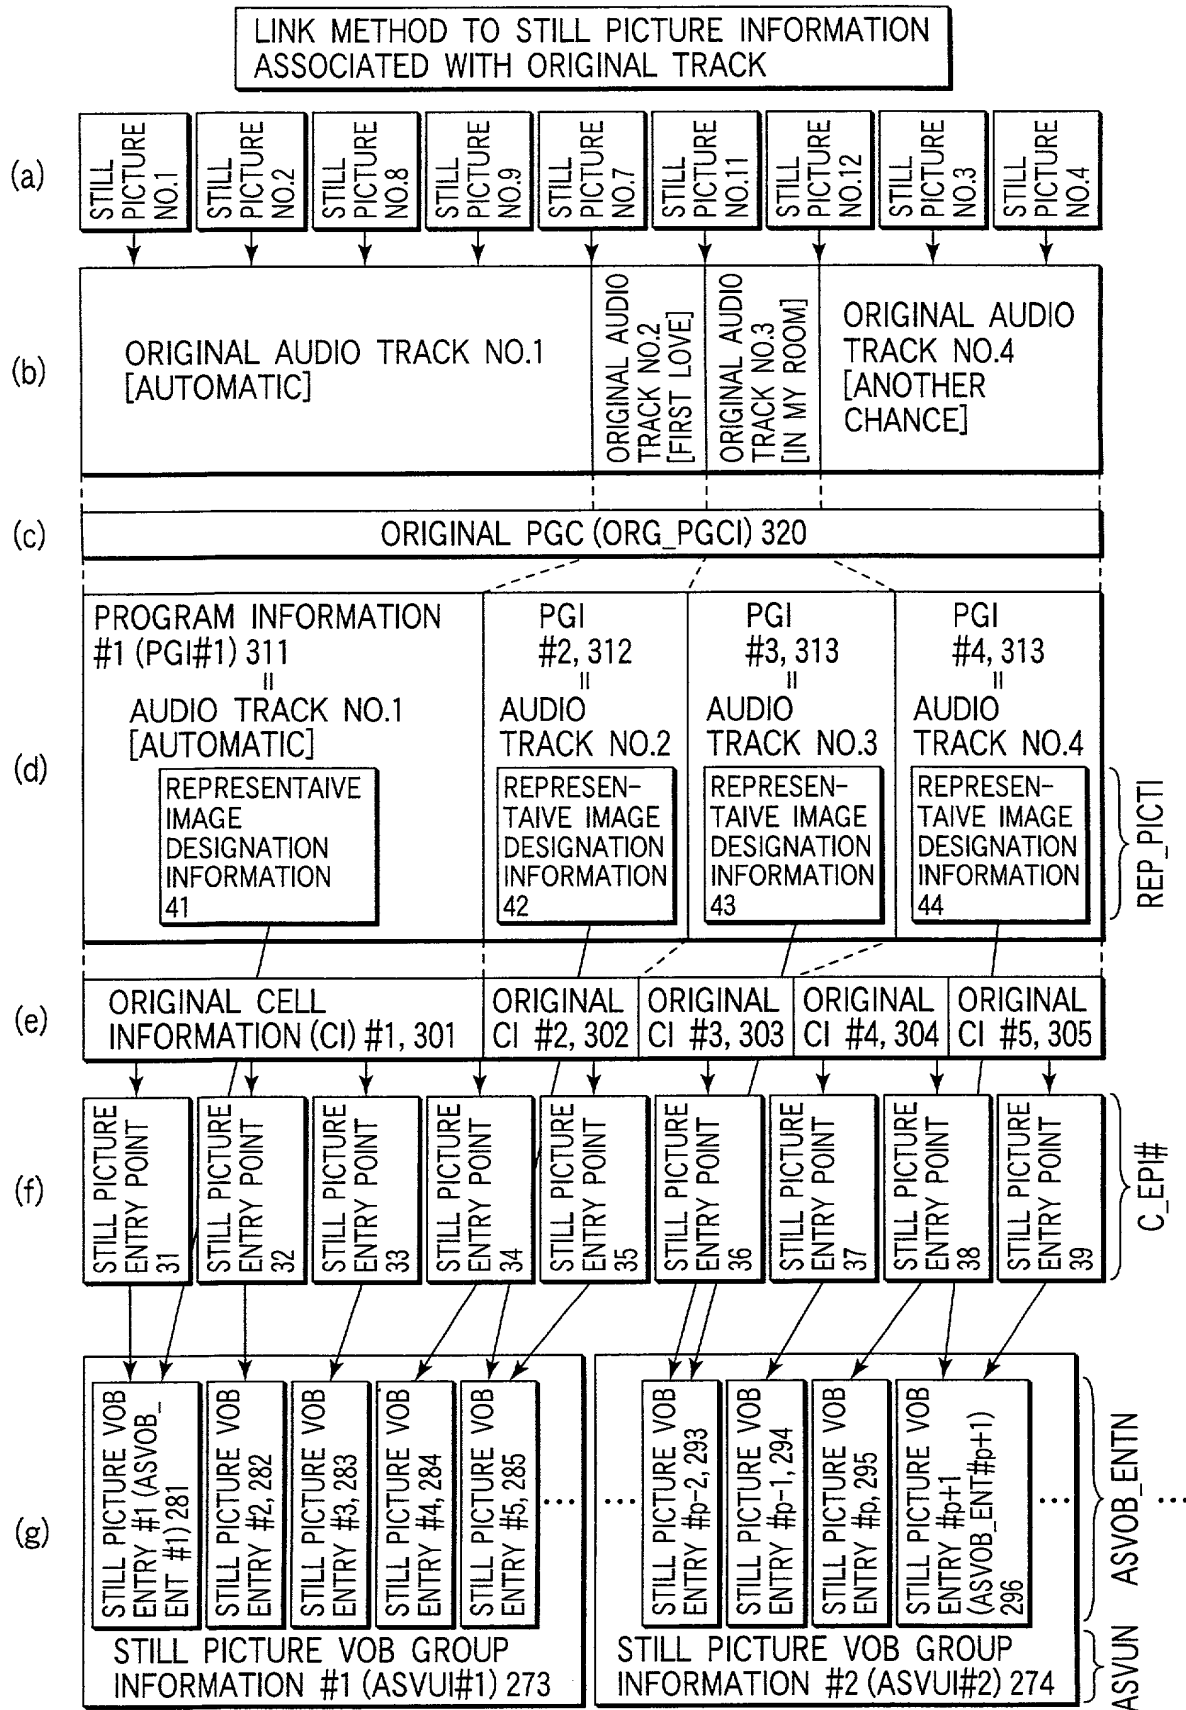 LINK METHOD TO STILL PICTURE INFORMATION
ASSOCIATED WITH ORIGINAL TRACK
(a)
STILL
PICTURE
NO.1
STILL
PICTURE
NO.2
STILL
PICTURE
NO.8
STILL
PICTURE
NO.9
STILL
PICTURE
NO.7
STILL
PICTURE
NO.11
STILL
PICTURE
NO.12
STILL
PICTURE
NO.3
STILL
PICTURE
NO.4
(b)
ORIGINAL AUDIO TRACK NO.1
[AUTOMATIC]
ORIGINAL AUDIO
TRACK NO.2
[FIRST LOVE]
ORIGINAL AUDIO
TRACK NO.3
[IN MY ROOM]
ORIGINAL AUDIO
TRACK NO.4
[ANOTHER
CHANCE]
(c)
ORIGINAL PGC (ORG_PGCI) 320
(d)
PROGRAM INFORMATION
#1 (PGI#1) 311
=
AUDIO TRACK NO.1
[AUTOMATIC]
REPRESENTAIVE
IMAGE
DESIGNATION
INFORMATION
41
PGI
#2, 312
=
AUDIO
TRACK NO.2
REPRESEN-
TAIVE IMAGE
DESIGNATION
INFORMATION
42
PGI
#3, 313
=
AUDIO
TRACK NO.3
REPRESEN-
TAIVE IMAGE
DESIGNATION
INFORMATION
43
PGI
#4, 313
=
AUDIO
TRACK NO.4
REPRESEN-
TAIVE IMAGE
DESIGNATION
INFORMATION
44
REP_PICTI
(e)
ORIGINAL CELL
INFORMATION (CI) #1, 301
ORIGINAL
CI #2, 302
ORIGINAL
CI #3, 303
ORIGINAL
CI #4, 304
ORIGINAL
CI #5, 305
(f)
STILL PICTURE
ENTRY POINT
31
STILL PICTURE
ENTRY POINT
32
STILL PICTURE
ENTRY POINT
33
STILL PICTURE
ENTRY POINT
34
STILL PICTURE
ENTRY POINT
35
STILL PICTURE
ENTRY POINT
36
STILL PICTURE
ENTRY POINT
37
STILL PICTURE
ENTRY POINT
38
STILL PICTURE
ENTRY POINT
39
C_EPI#
(g)
STILL PICTURE VOB
ENTRY #1 (ASVOB_
ENT #1) 281
STILL PICTURE VOB
ENTRY #2, 282
STILL PICTURE VOB
ENTRY #3, 283
STILL PICTURE VOB
ENTRY #4, 284
STILL PICTURE VOB
ENTRY #5, 285
...
STILL PICTURE VOB GROUP
INFORMATION #1 (ASVUI#1) 273
...
STILL PICTURE VOB
ENTRY #p-2, 293
STILL PICTURE VOB
ENTRY #p-1, 294
STILL PICTURE VOB
ENTRY #p, 295
STILL PICTURE VOB
ENTRY #p+1
(ASVOB_ENT#p+1)
296
...
STILL PICTURE VOB GROUP
INFORMATION #2 (ASVUI#2) 274
ASVOB_ENTN
ASVUN
...